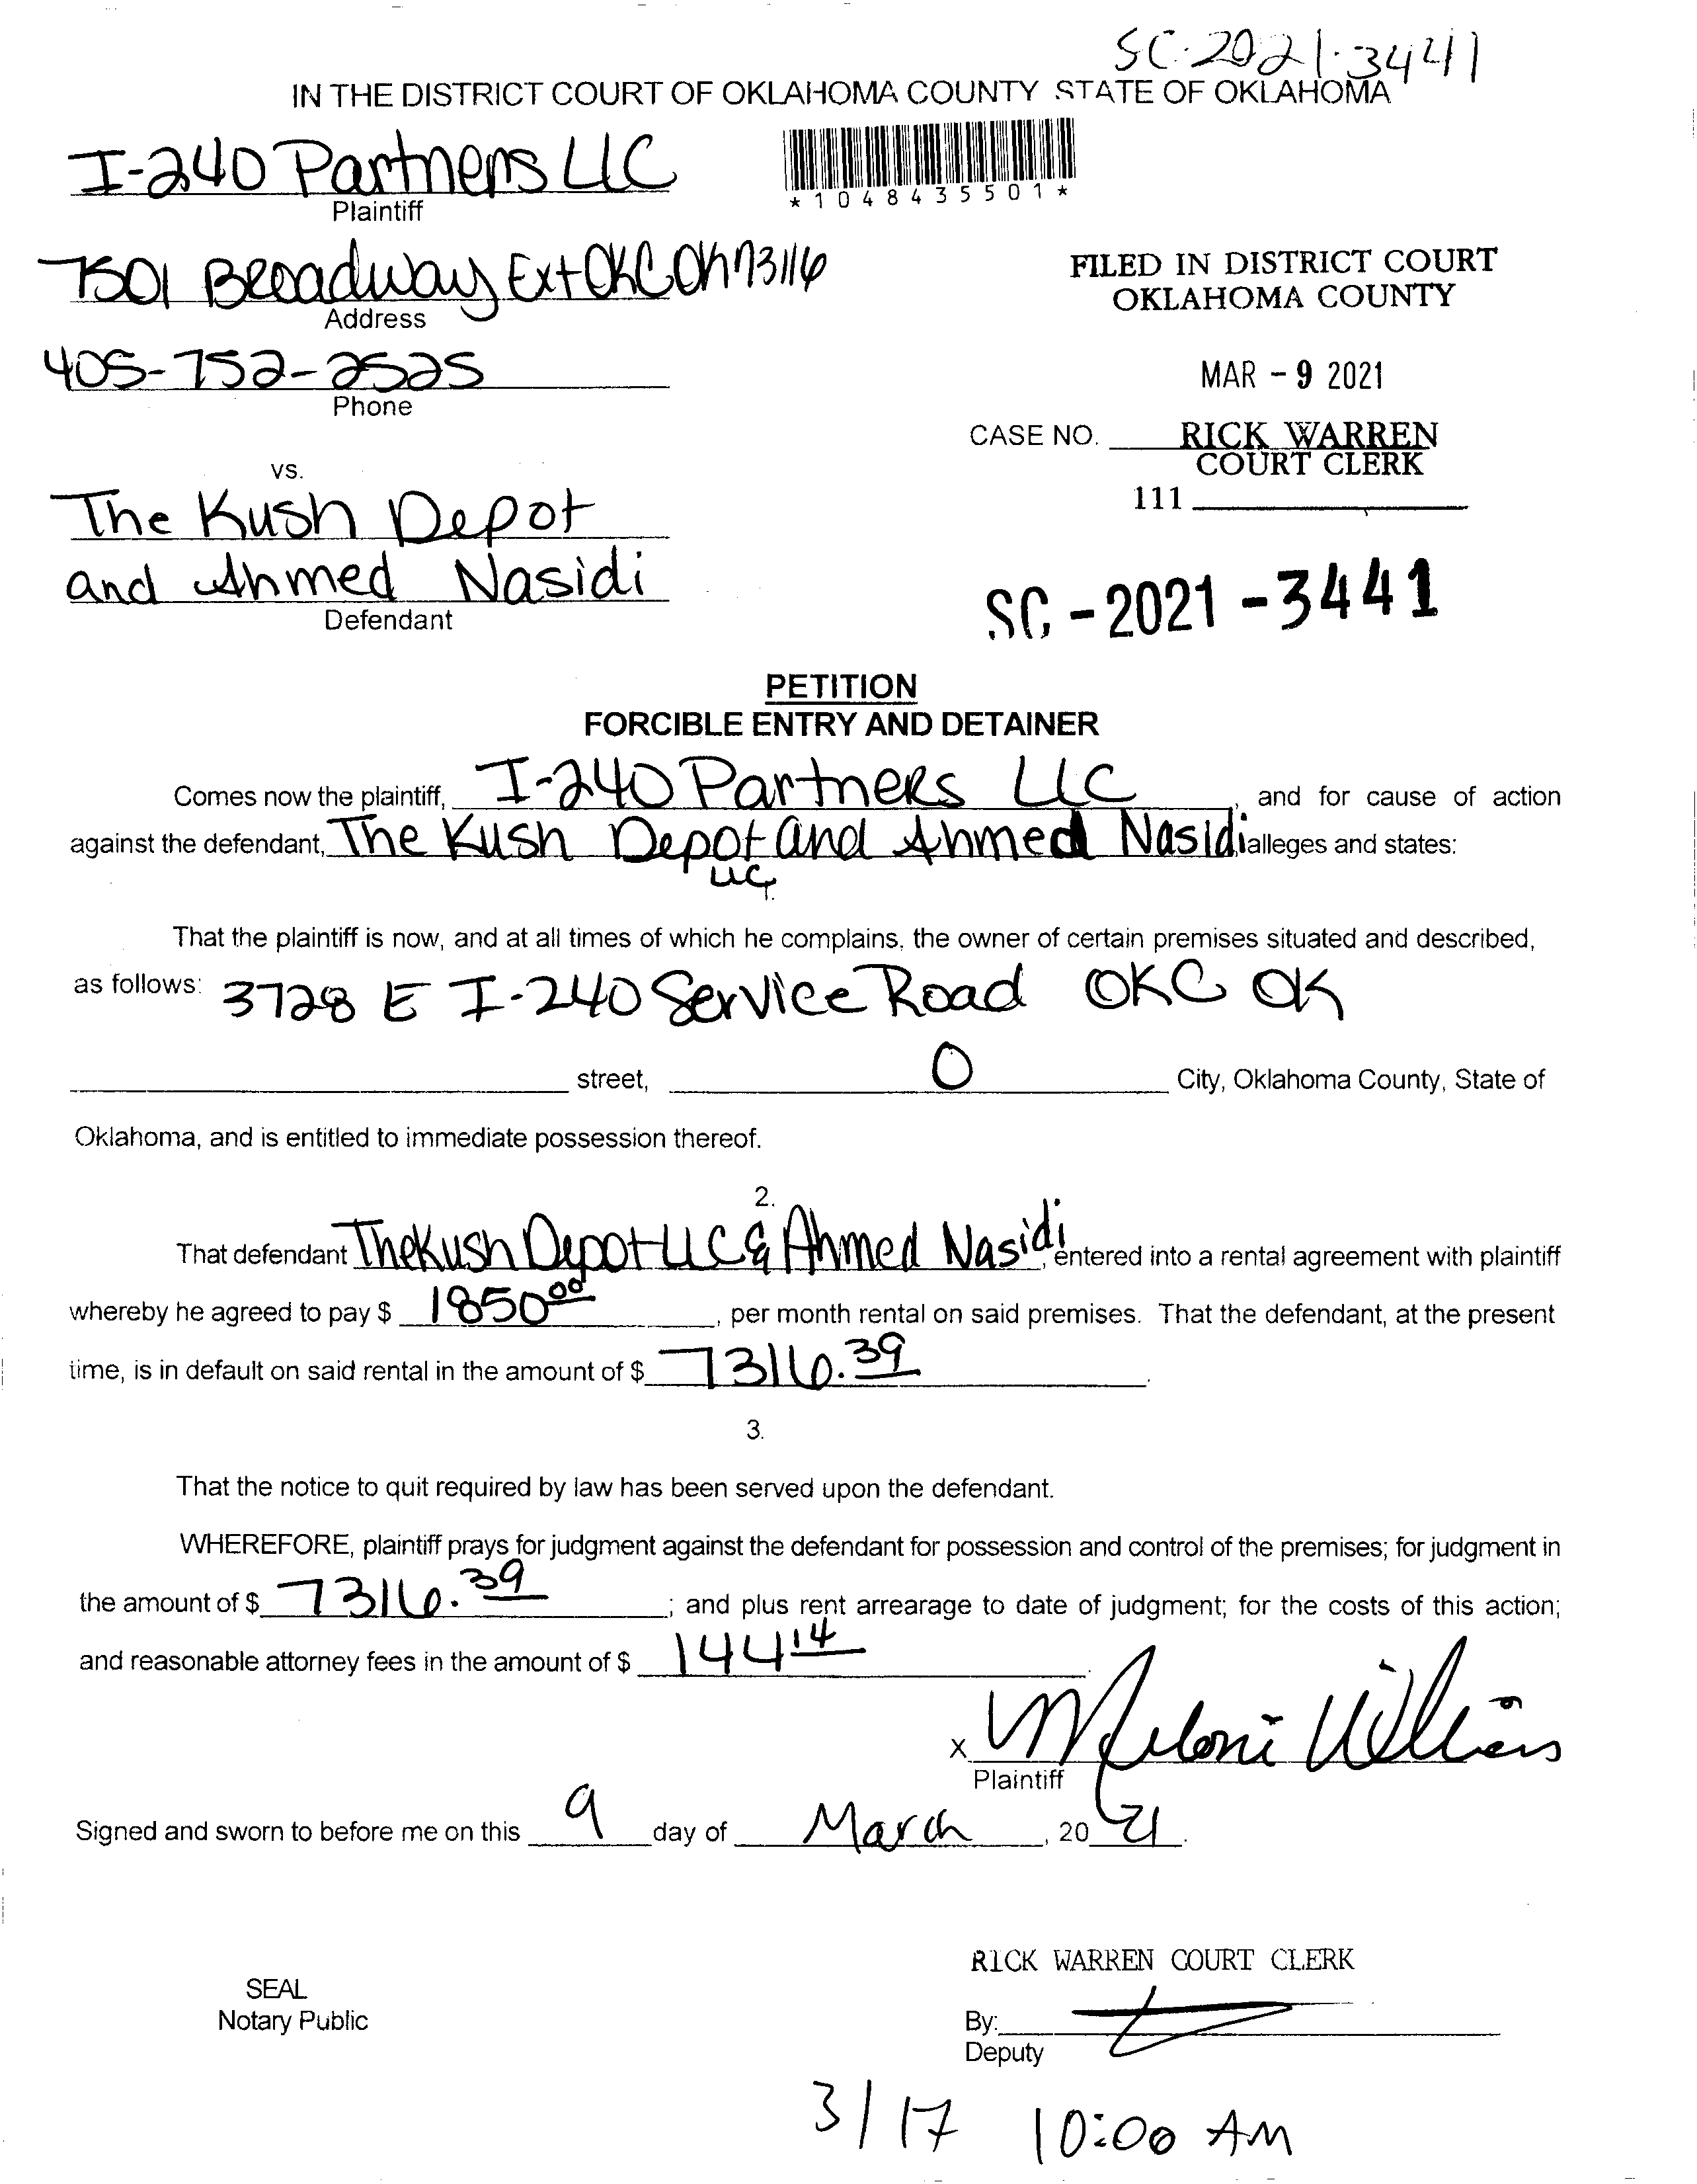 SC-2021-3441
IN THE DISTRICT COURT OF OKLAHOMA COUNTY STATE OF OKLAHOMA
I-240 Partners LLC
Plaintiff
*1048435501*
7501 Broadway Ext OKC Oh 73116
Address
FILED IN DISTRICT COURT
OKLAHOMA COUNTY
405-752-2525
Phone
MAR - 9 2021
CASE NO. RICK WARREN
COURT CLERK
111
vs.
The Kush Depot
and Ahmed Nasidi
Defendant
SC - 2021 - 3441
PETITION
FORCIBLE ENTRY AND DETAINER
Comes now the plaintiff, I-240 Partners LLC, and for cause of action
against the defendant, The Kush Depot and Ahmed Nasidi, alleges and states:
LLC
1.
That the plaintiff is now, and at all times of which he complains, the owner of certain premises situated and described,
as follows: 3728 E I-240 Service Road OKC OK
street, O City, Oklahoma County, State of
Oklahoma, and is entitled to immediate possession thereof.
2.
That defendant The Kush Depot LLC & Ahmed Nasidi, entered into a rental agreement with plaintiff
whereby he agreed to pay $ 1850.00, per month rental on said premises. That the defendant, at the present
time, is in default on said rental in the amount of $ 7316.39.
3.
That the notice to quit required by law has been served upon the defendant.
WHEREFORE, plaintiff prays for judgment against the defendant for possession and control of the premises; for judgment in
the amount of $ 7316.39; and plus rent arrearage to date of judgment; for the costs of this action;
and reasonable attorney fees in the amount of $ 144 14.
x Meloni Williams
Plaintiff
Signed and sworn to before me on this 9 day of March, 20 21.
RICK WARREN COURT CLERK
SEAL
Notary Public
By:
Deputy
3/17 10:00 AM